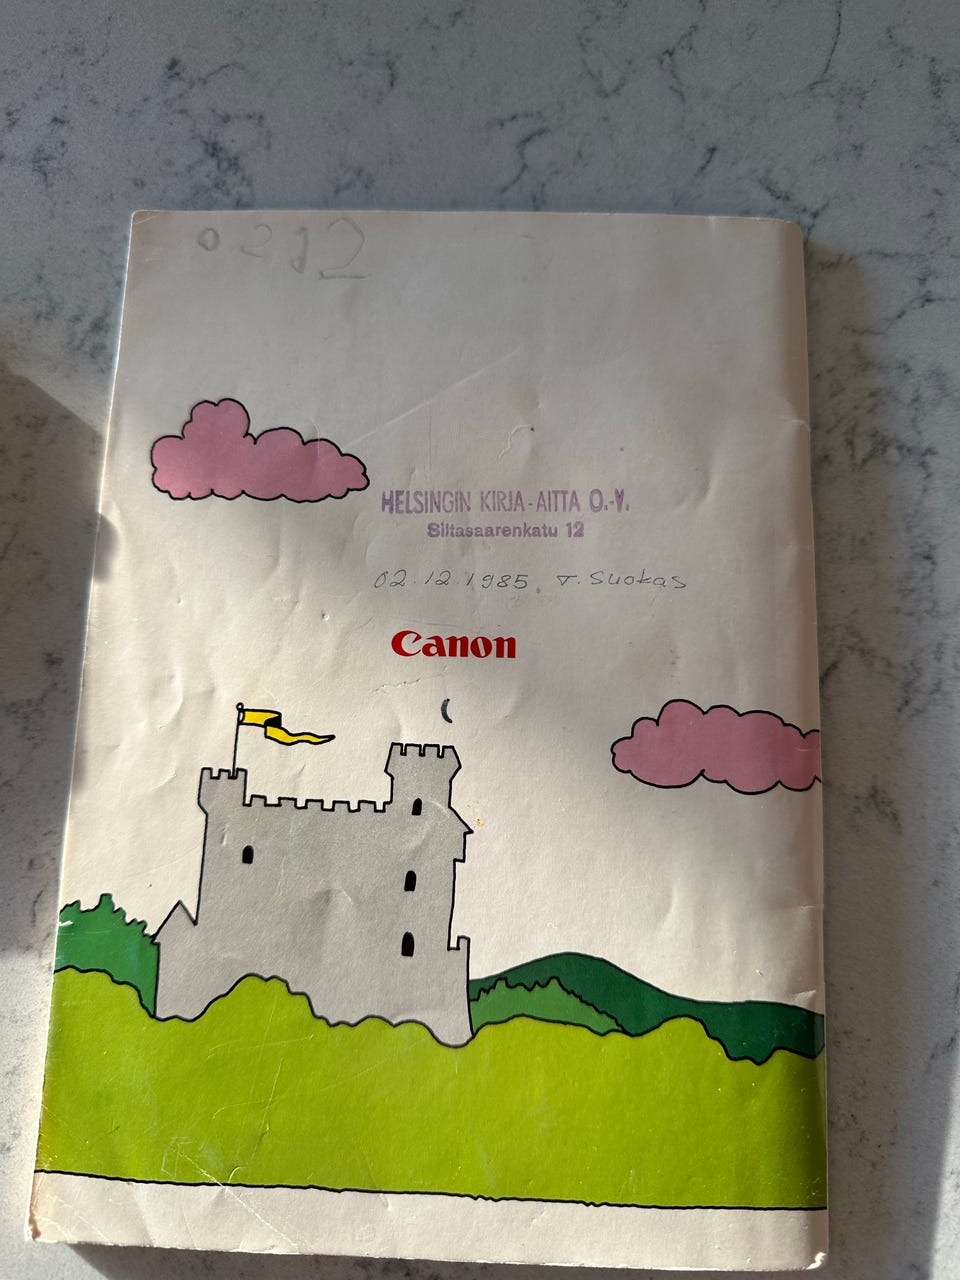 0212
HELSINGIN KIRJA-AITTA O.-Y.
Siltasaarenkatu 12
02.12.1985. T. Suokas
Canon